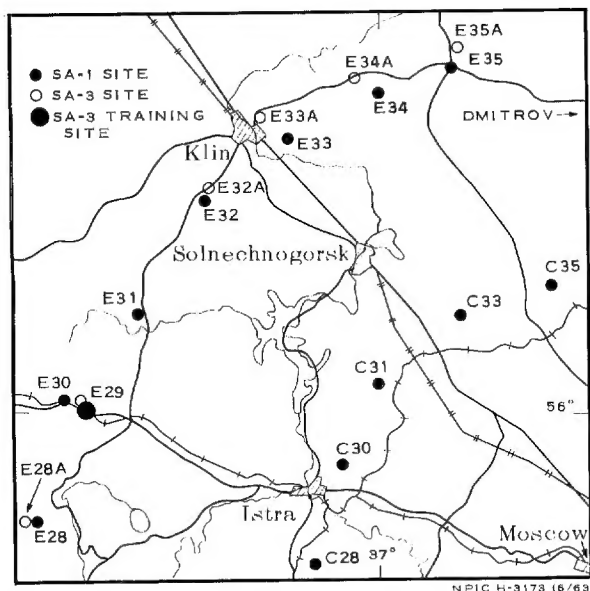 SA-1 SITE
SA-3 SITE
SA-3 TRAINING
SITE
E35A
E35
E34A
E34
DMITROV→
E33A
E33
Klin
E32A
E32
Solnechnogorsk
C35
E31
C33
C31
E30
E29
56°
E28A
C30
E28
Istra
Moscow
C28
37°
NPIC H-3173 (6/63